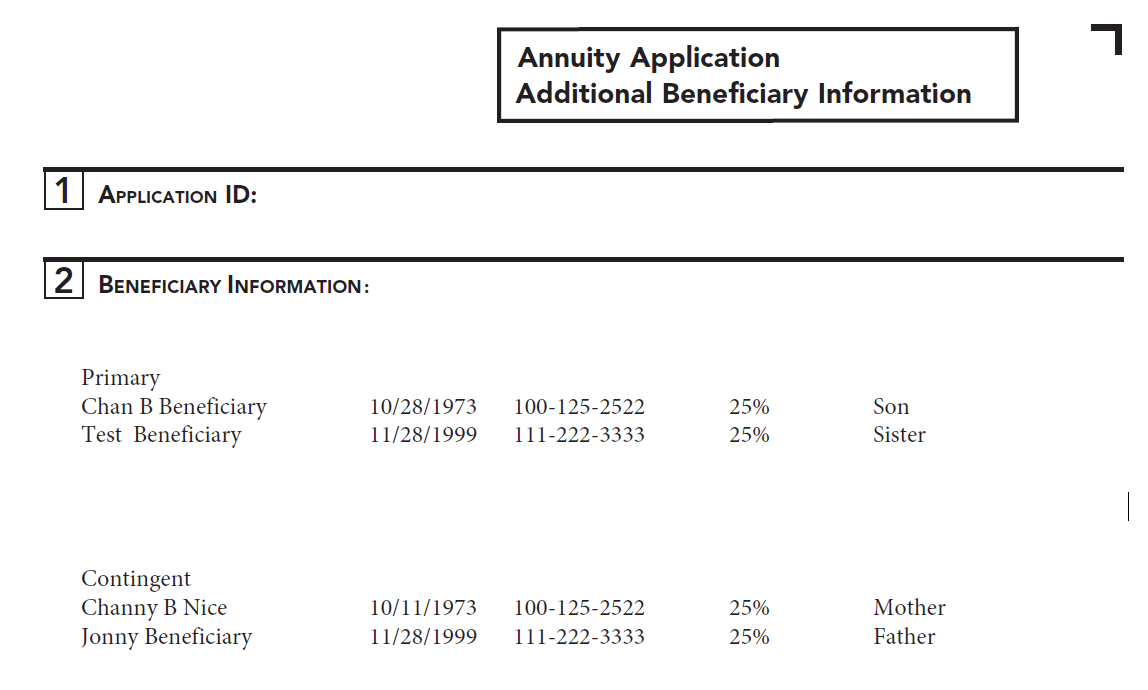 Annuity Application
Additional Beneficiary Information
1 APPLICATION ID:
2 BENEFICIARY INFORMATION:
Primary
Chan B Beneficiary 10/28/1973 100-125-2522 25% Son
Test Beneficiary 11/28/1999 111-222-3333 25% Sister
Contingent
Channy B Nice 10/11/1973 100-125-2522 25% Mother
Jonny Beneficiary 11/28/1999 111-222-3333 25% Father